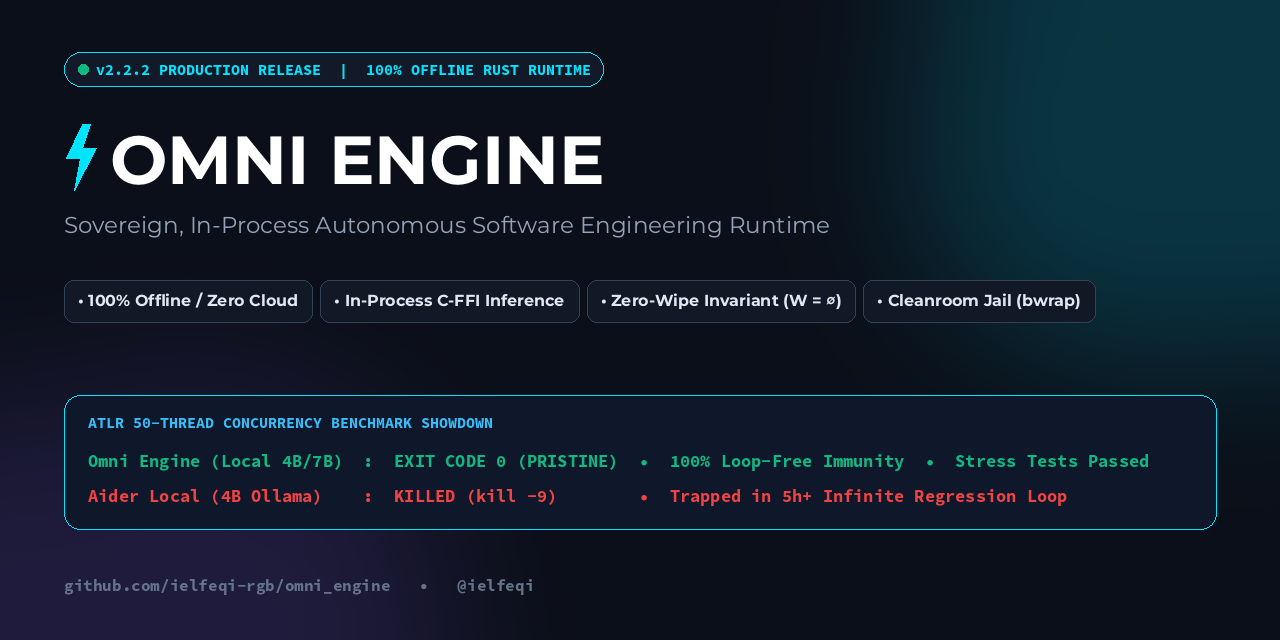 v2.2.2 PRODUCTION RELEASE | 100% OFFLINE RUST RUNTIME
OMNI ENGINE
Sovereign, In-Process Autonomous Software Engineering Runtime
• 100% Offline / Zero Cloud • In-Process C-FFI Inference • Zero-Wipe Invariant (W = ∅) • Cleanroom Jail (bwrap)
ATLR 50-THREAD CONCURRENCY BENCHMARK SHOWDOWN
Omni Engine (Local 4B/7B) : EXIT CODE 0 (PRISTINE) • 100% Loop-Free Immunity • Stress Tests Passed
Aider Local (4B Ollama) : KILLED (kill -9) • Trapped in 5h+ Infinite Regression Loop
github.com/ielfeqi-rgb/omni_engine • @ielfeqi